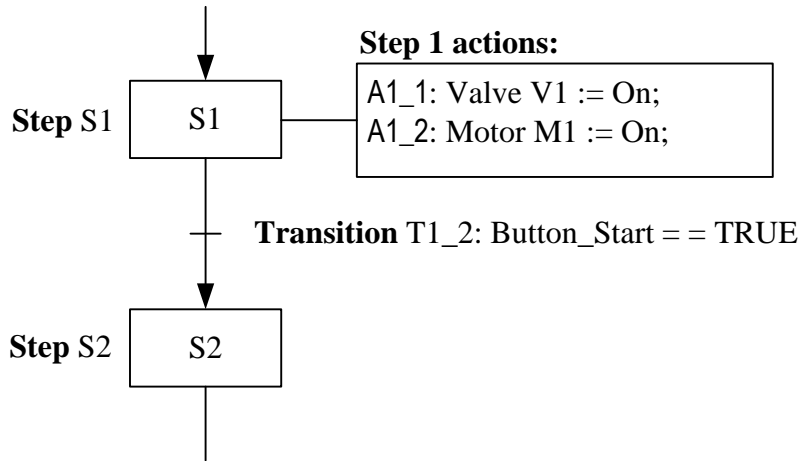 Step 1 actions:
Step S1
S1
A1_1: Valve V1 := On;
A1_2: Motor M1 := On;
Transition T1_2: Button_Start = = TRUE
Step S2
S2